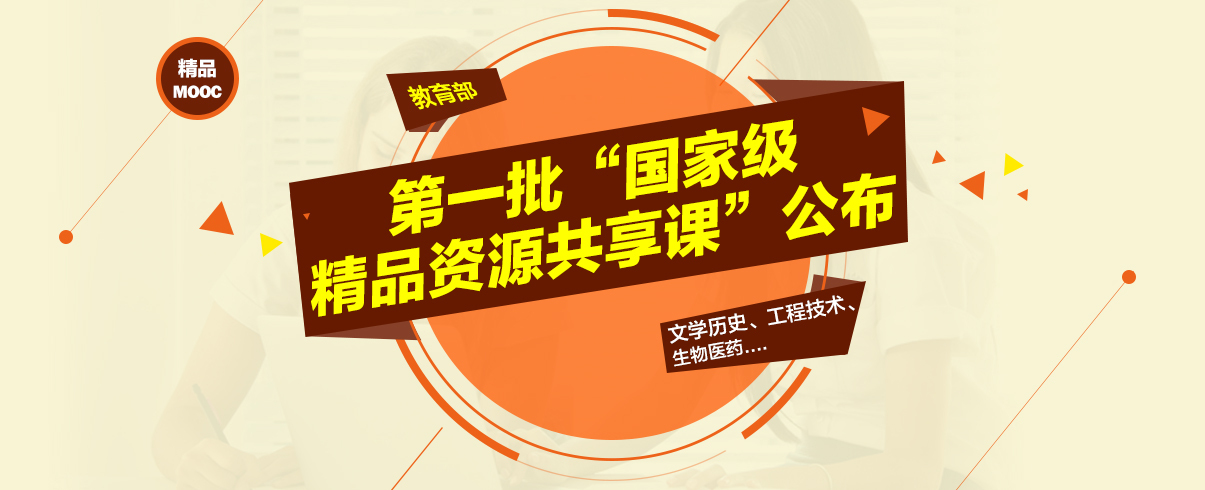 精品
MOOC
教育部
第一批“国家级
精品资源共享课”公布
文学历史、工程技术、
生物医药....